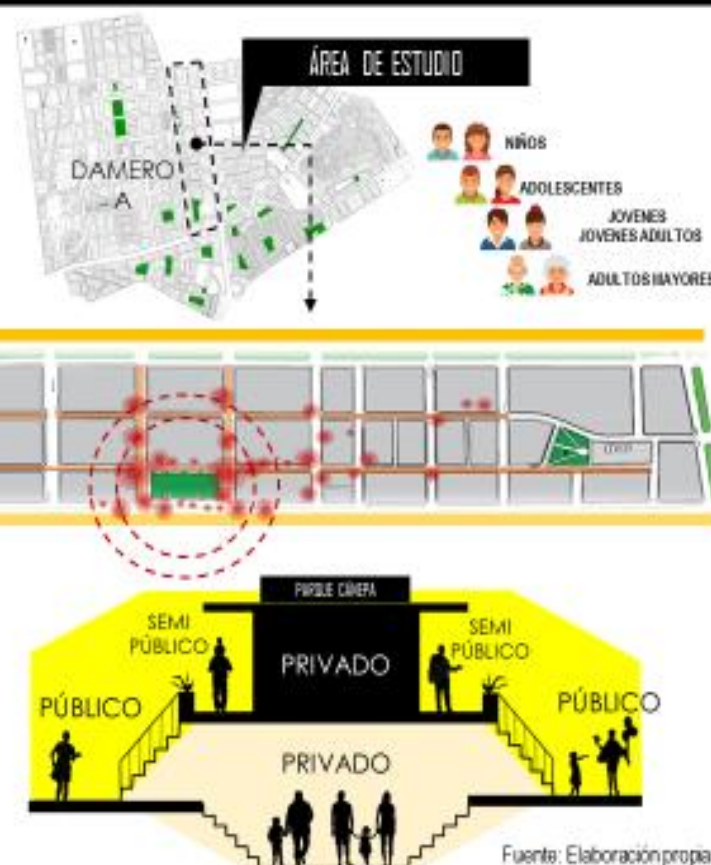 ÁREA DE ESTUDIO
DAMERO
- A
NIÑOS
ADOLESCENTES
JOVENES
JOVENES ADULTOS
ADULTOS MAYORES
PARQUE CÁNEPA
SEMI
PÚBLICO
PRIVADO
SEMI
PÚBLICO
PÚBLICO
PÚBLICO
PRIVADO
Fuente: Elaboración propia